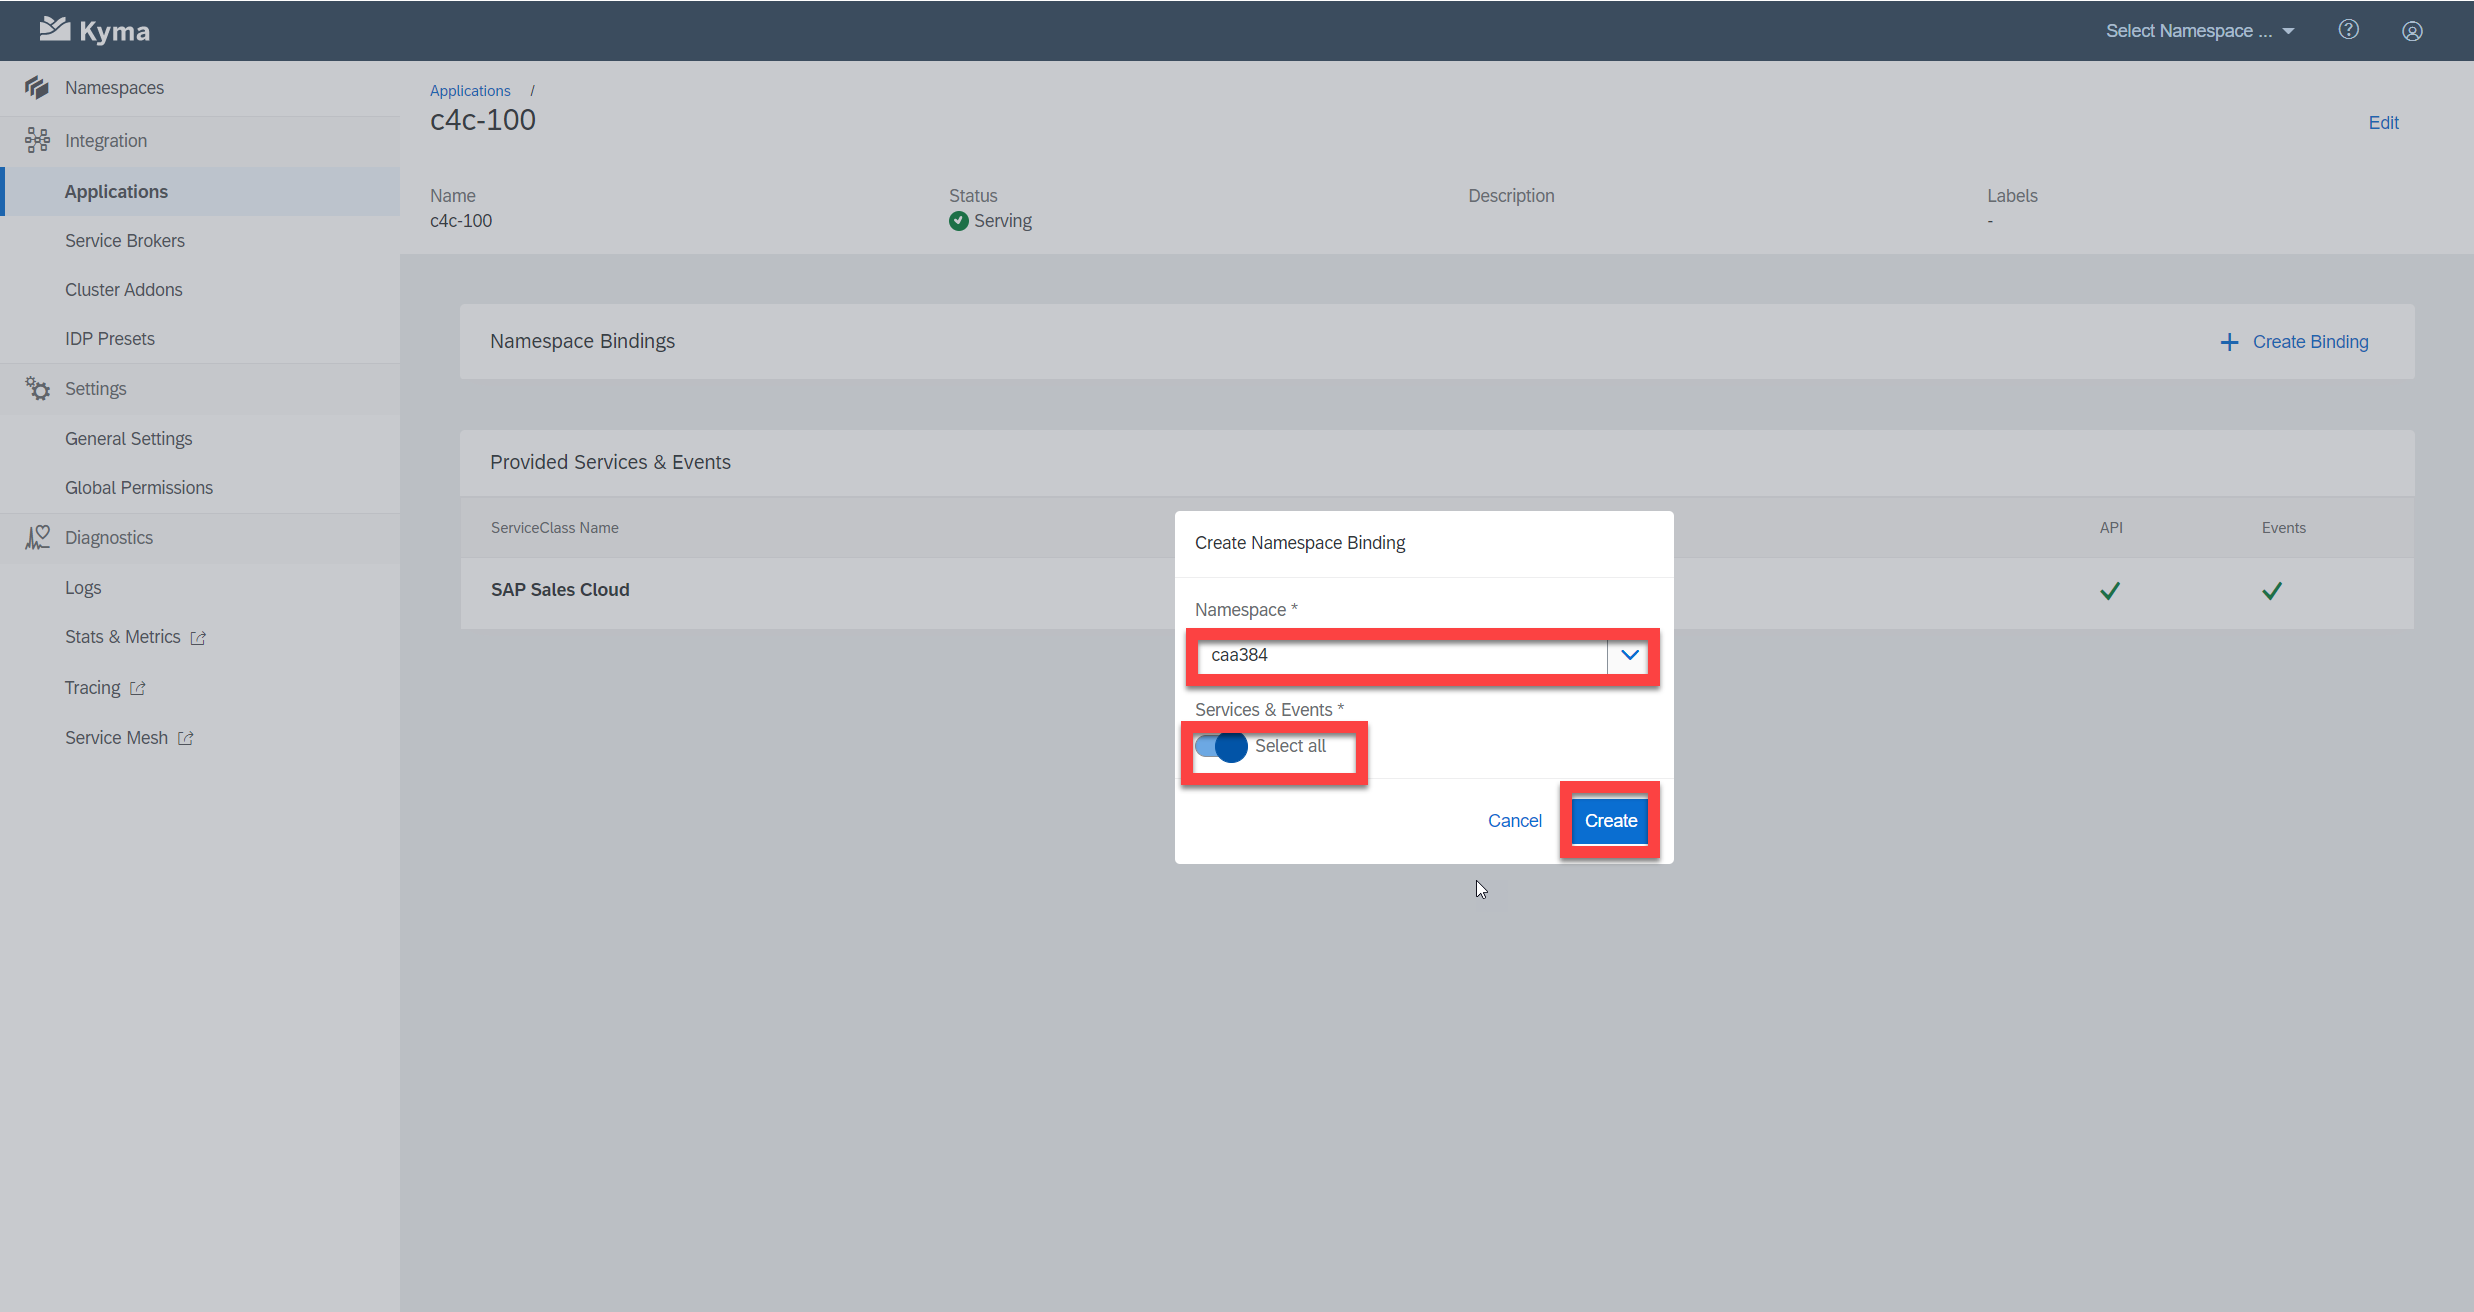 Kyma
Select Namespace ...
Namespaces
Integration
Applications
Service Brokers
Cluster Addons
IDP Presets
Settings
General Settings
Global Permissions
Diagnostics
Logs
Stats & Metrics
Tracing
Service Mesh
Applications /
c4c-100
Edit
Name
c4c-100
Status
Serving
Description
Labels
-
Namespace Bindings
+ Create Binding
Provided Services & Events
ServiceClass Name
API
Events
SAP Sales Cloud
Create Namespace Binding
Namespace *
caa384
Services & Events *
Select all
Cancel
Create